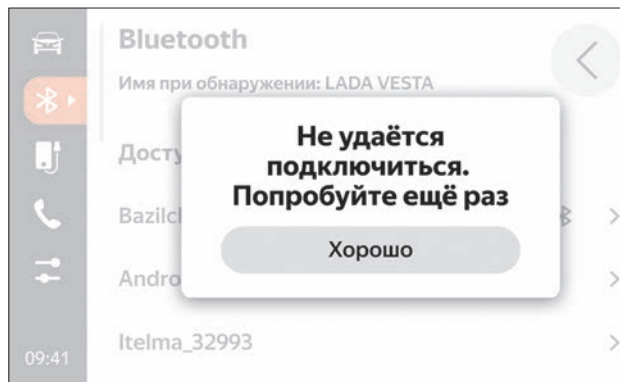 Bluetooth
Имя при обнаружении: LADA VESTA
Не удаётся
подключиться.
Попробуйте ещё раз
Хорошо
Itelma_32993
09:41